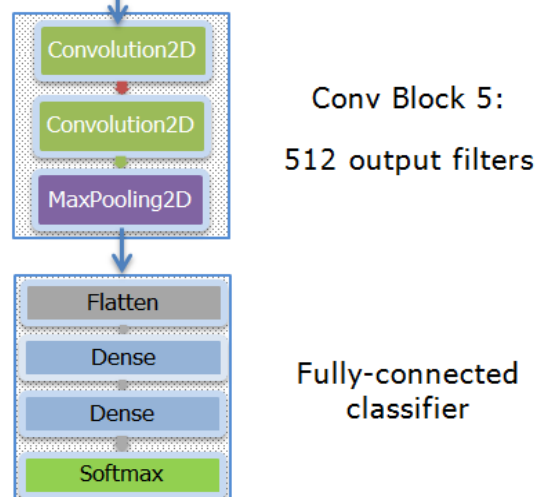 Convolution2D
Convolution2D
MaxPooling2D
Conv Block 5:
512 output filters
Flatten
Dense
Dense
Softmax
Fully-connected
classifier